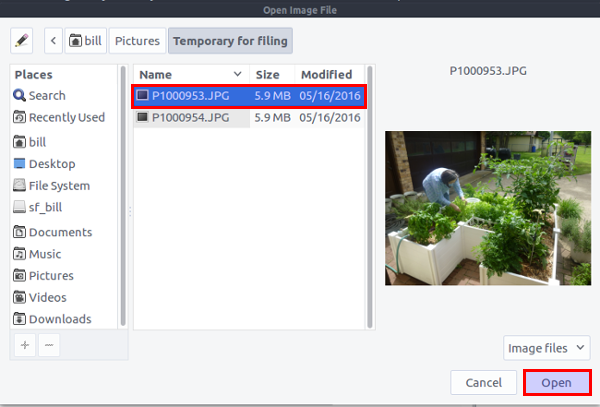 Open Image File
bill Pictures Temporary for filing
Places
Search
Recently Used
bill
Desktop
File System
sf_bill
Documents
Music
Pictures
Videos
Downloads
Name Size Modified
P1000953.JPG 5.9 MB 05/16/2016
P1000954.JPG 5.9 MB 05/16/2016
P1000953.JPG
Image files
Cancel Open